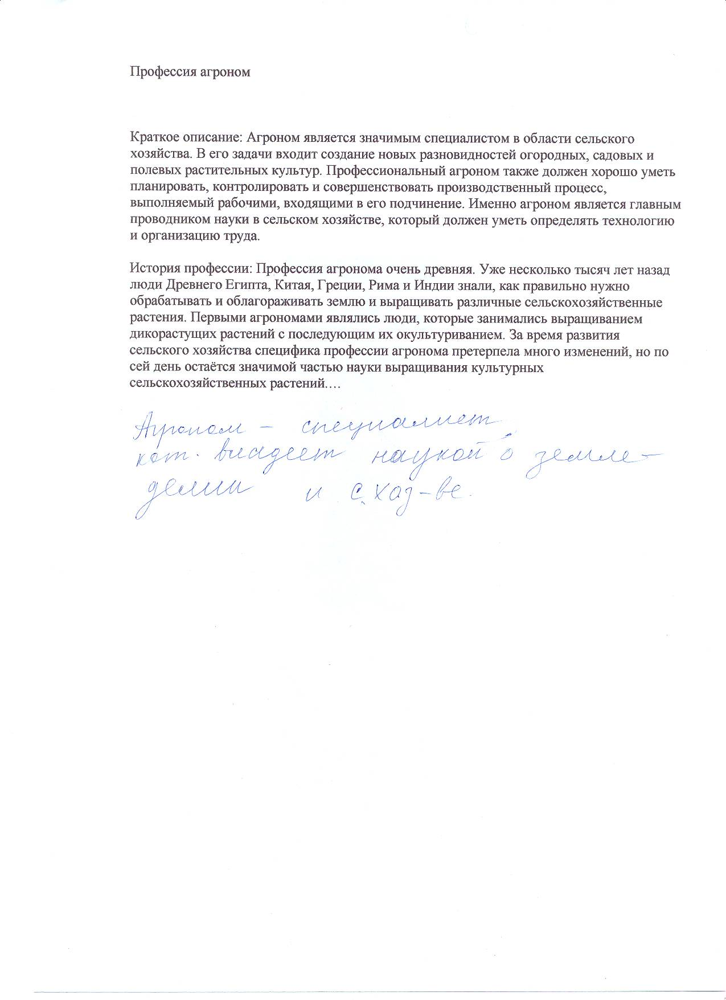 Профессия агроном
Краткое описание: Агроном является значимым специалистом в области сельского
хозяйства. В его задачи входит создание новых разновидностей огородных, садовых и
полевых растительных культур. Профессиональный агроном также должен хорошо уметь
планировать, контролировать и совершенствовать производственный процесс,
выполняемый рабочими, входящими в его подчинение. Именно агроном является главным
проводником науки в сельском хозяйстве, который должен уметь определять технологию
и организацию труда.
История профессии: Профессия агронома очень древняя. Уже несколько тысяч лет назад
люди Древнего Египта, Китая, Греции, Рима и Индии знали, как правильно нужно
обрабатывать и облагораживать землю и выращивать различные сельскохозяйственные
растения. Первыми агрономами являлись люди, которые занимались выращиванием
дикорастущих растений с последующим их окультуриванием. За время развития
сельского хозяйства специфика профессии агронома претерпела много изменений, но по
сей день остаётся значимой частью науки выращивания культурных
сельскохозяйственных растений….
Агроном – специалист,
кот. владеет наукой о земле-
делии и с.хоз-ве.